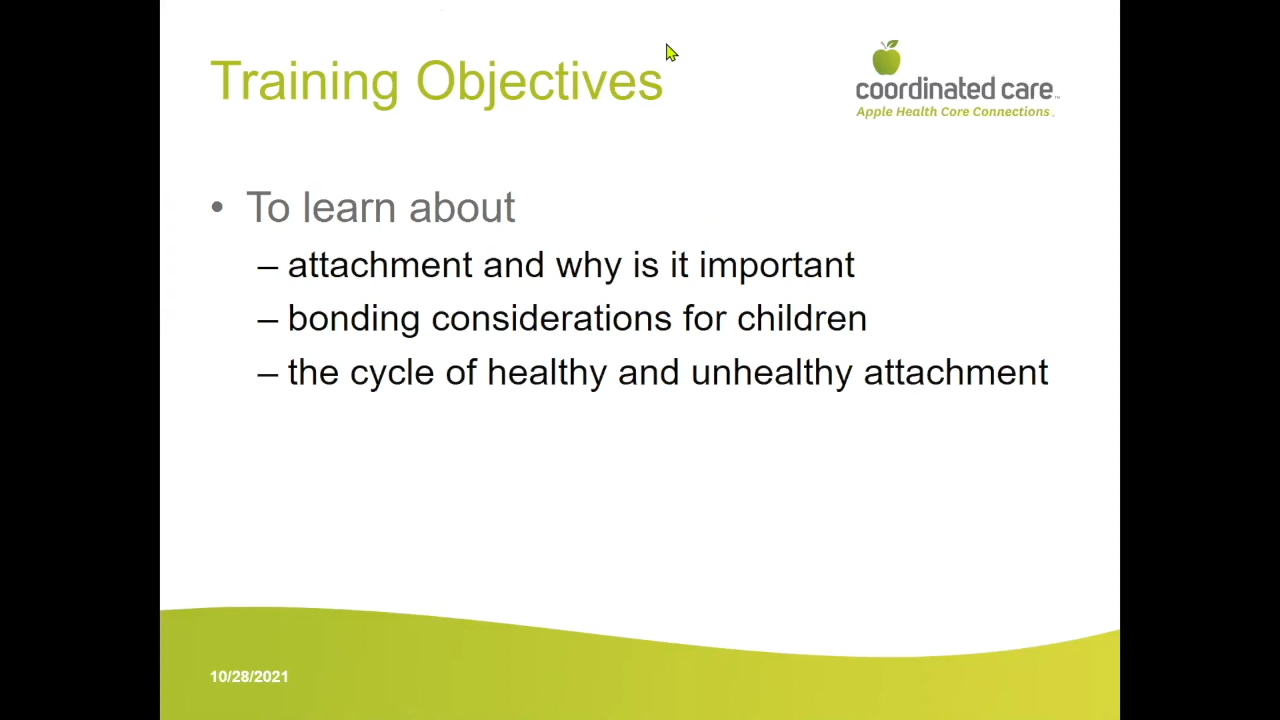 Training Objectives
coordinated care™
Apple Health Core Connections
• To learn about
– attachment and why is it important
– bonding considerations for children
– the cycle of healthy and unhealthy attachment
10/28/2021